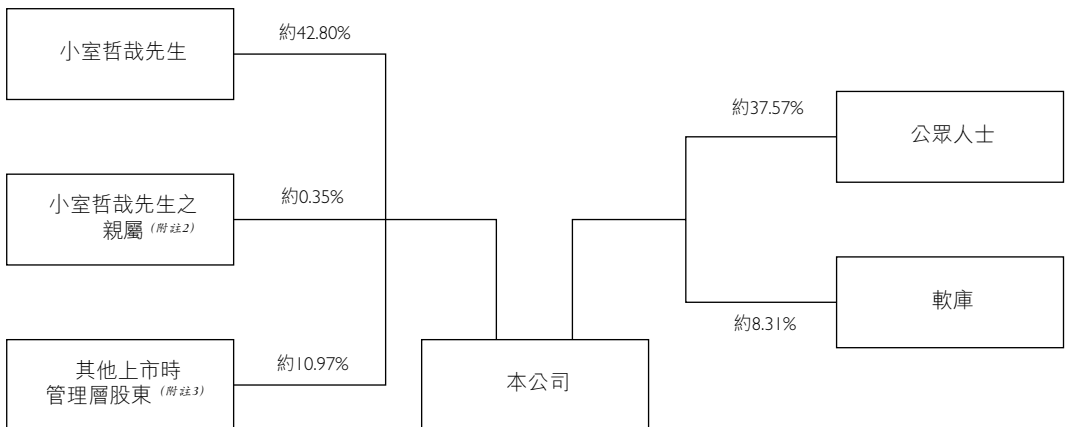 小室哲哉先生
約42.80%
小室哲哉先生之
親屬 (附註2)
約0.35%
其他上市時
管理層股東 (附註3)
約10.97%
本公司
約37.57%
公眾人士
約8.31%
軟庫